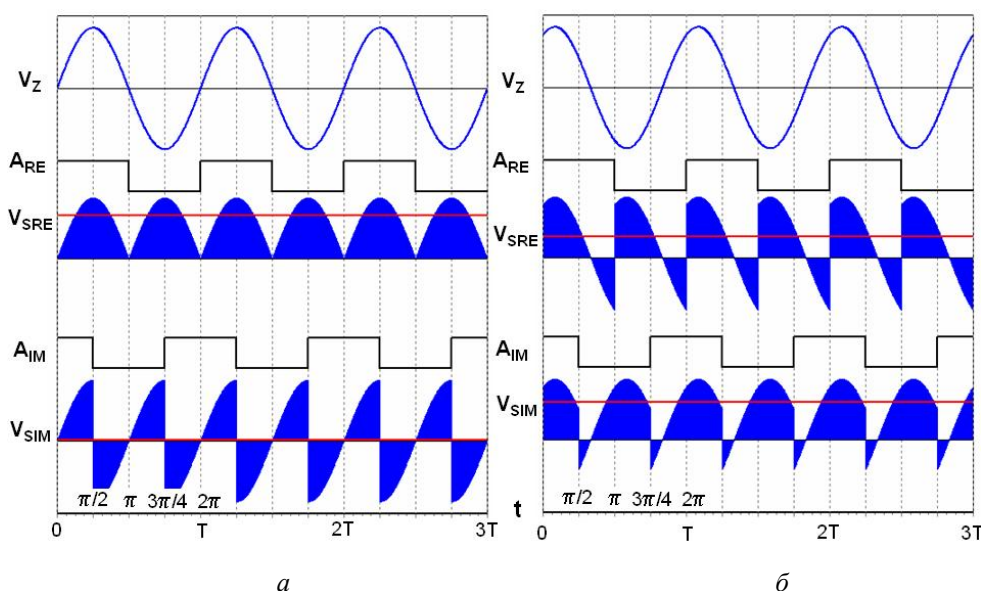 V_Z
A_RE
V_SRE
A_IM
V_SIM
π/2 π 3π/4 2π
0 T 2T 3T
а
V_Z
A_RE
V_SRE
A_IM
V_SIM
π/2 π 3π/4 2π
t
0 T 2T 3T
б